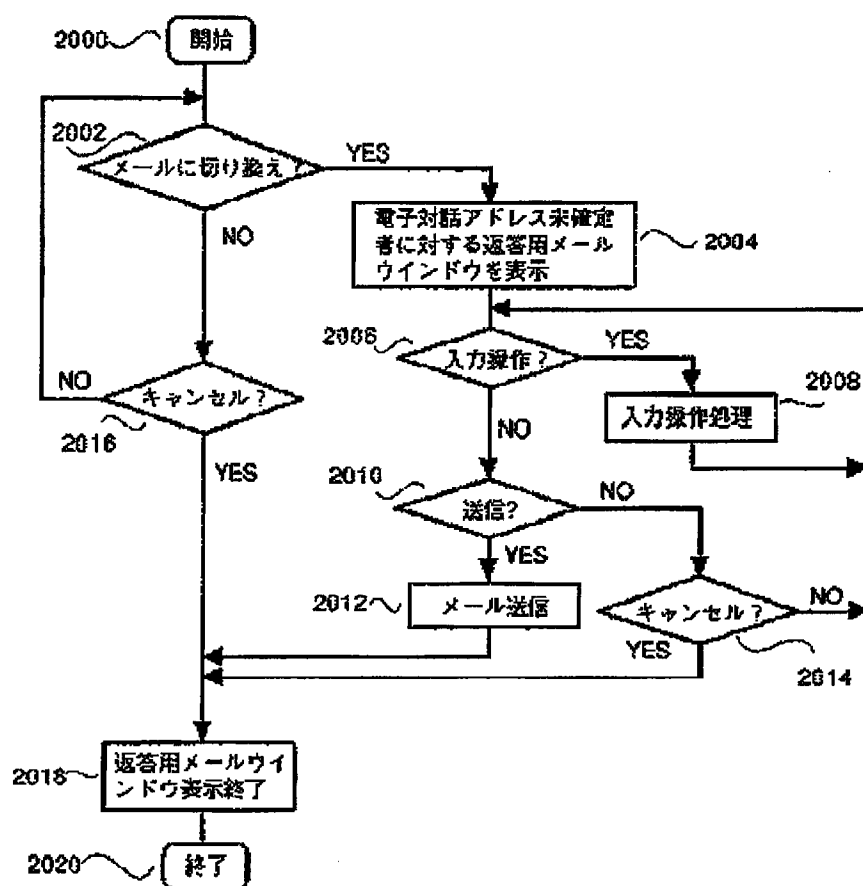 2000
開始
2002
メールに切り換え?
YES
NO
電子対話アドレス未確定
者に対する返答用メール
ウインドウを表示
2004
2006
入力操作?
YES
NO
2008
入力操作処理
NO
キャンセル?
2016
YES
2010
送信?
NO
YES
2012
メール送信
キャンセル?
NO
YES
2014
2018
返答用メールウイ
ンドウ表示終了
2020
終了